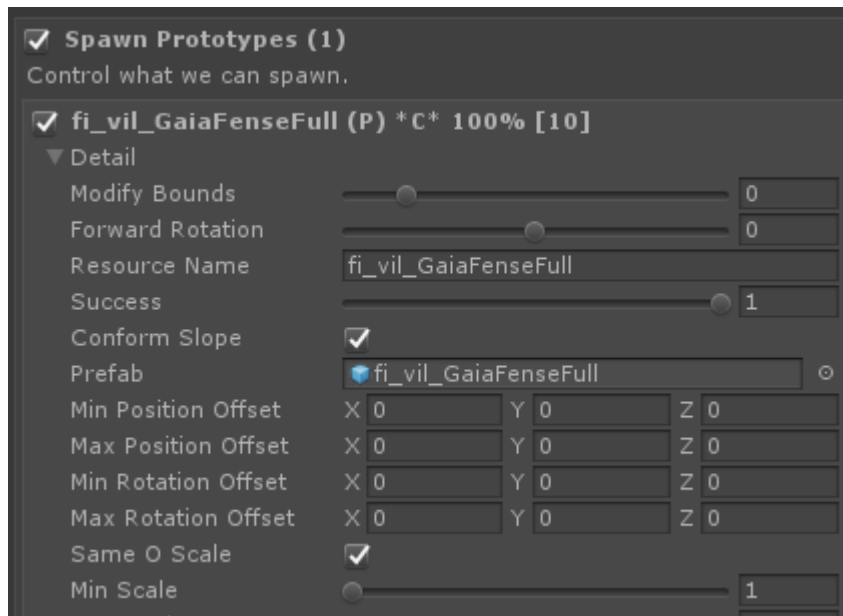 Spawn Prototypes (1)
Control what we can spawn.
fi_vil_GaiaFenseFull (P) *C* 100% [10]
Detail
Modify Bounds 0
Forward Rotation 0
Resource Name fi_vil_GaiaFenseFull
Success 1
Conform Slope
Prefab fi_vil_GaiaFenseFull
Min Position Offset X 0 Y 0 Z 0
Max Position Offset X 0 Y 0 Z 0
Min Rotation Offset X 0 Y 0 Z 0
Max Rotation Offset X 0 Y 0 Z 0
Same O Scale
Min Scale 1